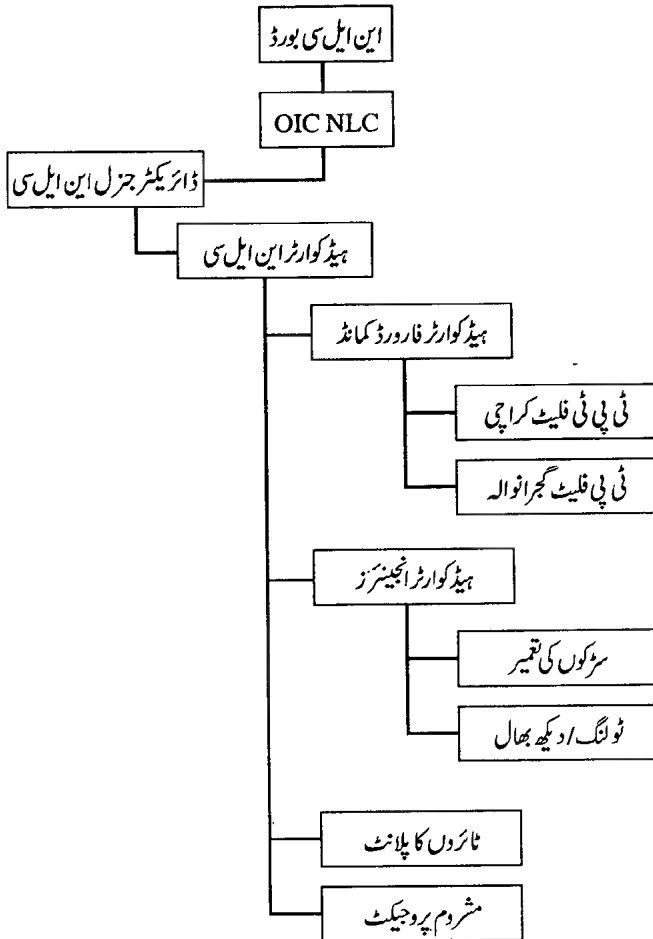 این ایل سی بورڈ
OIC NLC
ڈائریکٹر جنرل این ایل سی
ہیڈ کوارٹر این ایل سی
ہیڈ کوارٹر فارورڈ کمانڈ
ٹی پی ٹی فلیٹ کراچی
ٹی پی فلیٹ گجرانوالہ
ہیڈ کوارٹر انجینئرز
سڑکوں کی تعمیر
ٹولنگ/دیکھ بھال
ٹائروں کا پلانٹ
مشروم پروجیکٹ